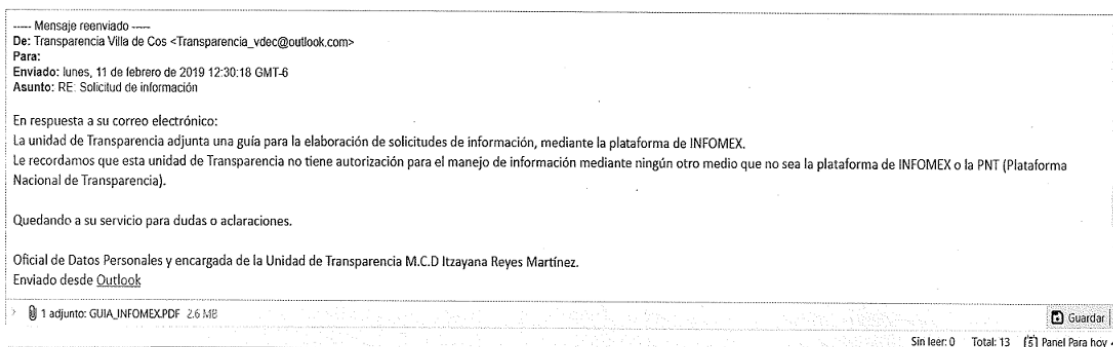 ----- Mensaje reenviado -----
De: Transparencia Villa de Cos <Transparencia_vdec@outlook.com>
Para:
Enviado: lunes, 11 de febrero de 2019 12:30:18 GMT-6
Asunto: RE: Solicitud de información
En respuesta a su correo electrónico:
La unidad de Transparencia adjunta una guía para la elaboración de solicitudes de información, mediante la plataforma de INFOMEX.
Le recordamos que esta unidad de Transparencia no tiene autorización para el manejo de información mediante ningún otro medio que no sea la plataforma de INFOMEX o la PNT (Plataforma
Nacional de Transparencia).
Quedando a su servicio para dudas o aclaraciones.
Oficial de Datos Personales y encargada de la Unidad de Transparencia M.C.D Itzayana Reyes Martínez.
Enviado desde Outlook
> 1 adjunto: GUIA_INFOMEX.PDF 2.6 MB Guardar
Sin leer: 0 Total: 13 Panel Para hoy